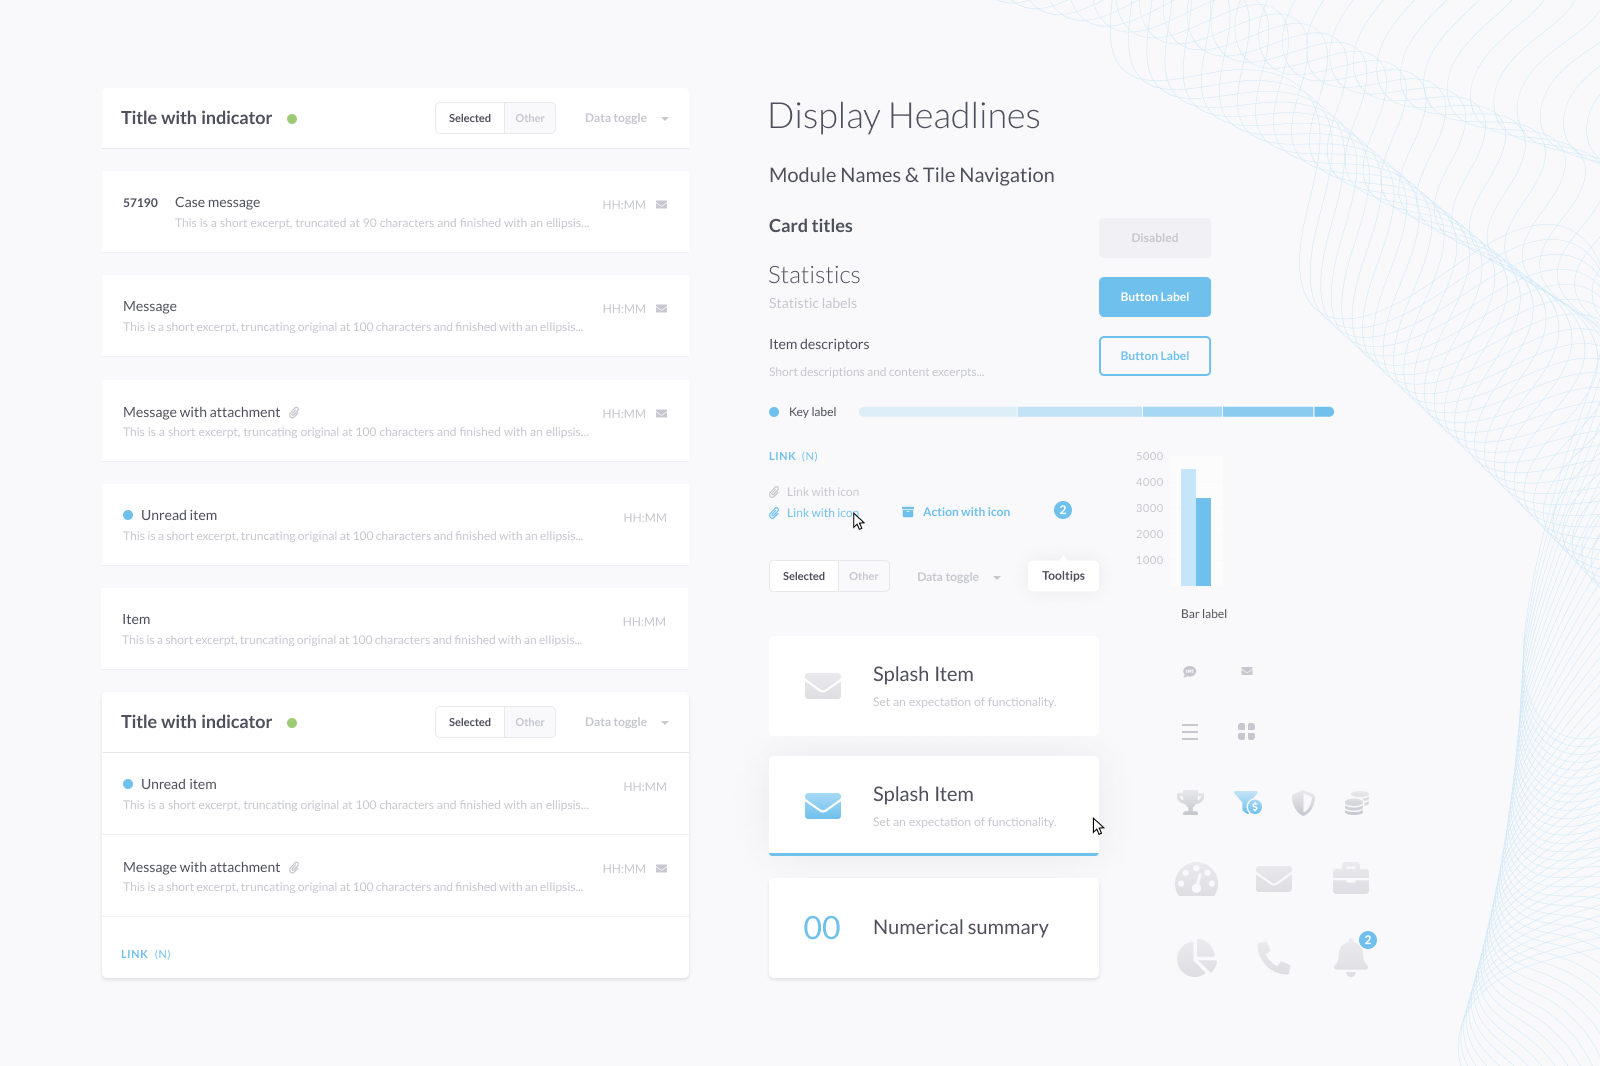 Title with indicator
Selected Other Data toggle
57190 Case message HH:MM
This is a short excerpt, truncated at 90 characters and finished with an ellipsis...
Message HH:MM
This is a short excerpt, truncating original at 100 characters and finished with an ellipsis...
Message with attachment HH:MM
This is a short excerpt, truncating original at 100 characters and finished with an ellipsis...
Unread item HH:MM
This is a short excerpt, truncating original at 100 characters and finished with an ellipsis...
Item HH:MM
This is a short excerpt, truncating original at 100 characters and finished with an ellipsis...
Title with indicator
Selected Other Data toggle
Unread item HH:MM
This is a short excerpt, truncating original at 100 characters and finished with an ellipsis...
Message with attachment HH:MM
This is a short excerpt, truncating original at 100 characters and finished with an ellipsis...
LINK (N)
Display Headlines
Module Names & Tile Navigation
Card titles
Statistics
Statistic labels
Item descriptors
Short descriptions and content excerpts...
Disabled
Button Label
Button Label
Key label
LINK (N)
Link with icon
Link with icon
Action with icon
2
Selected Other Data toggle
Tooltips
5000
4000
3000
2000
1000
Bar label
Splash Item
Set an expectation of functionality.
Splash Item
Set an expectation of functionality.
00 Numerical summary
$
2